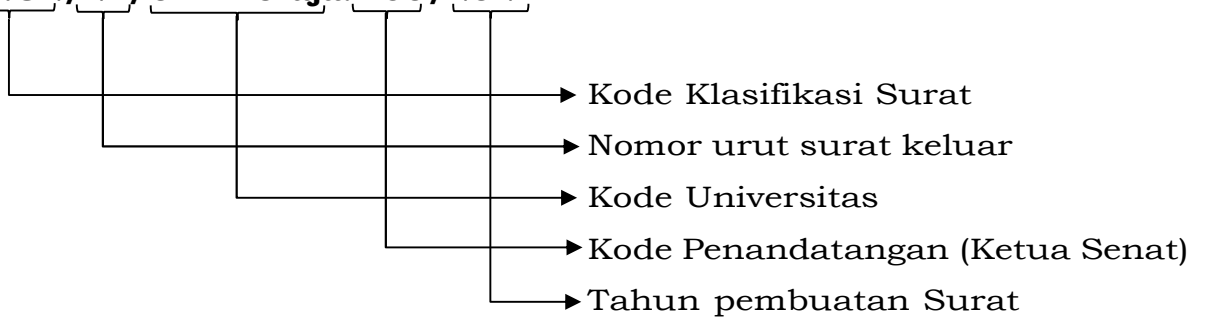 Kode Klasifikasi Surat
Nomor urut surat keluar
Kode Universitas
Kode Penandatangan (Ketua Senat)
Tahun pembuatan Surat